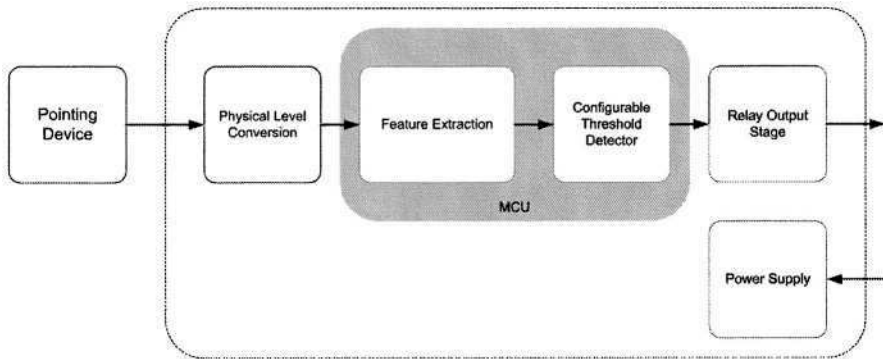 Pointing
Device
Physical Level
Conversion
Feature Extraction
Configurable
Threshold
Detector
Relay Output
Stage
MCU
Power Supply